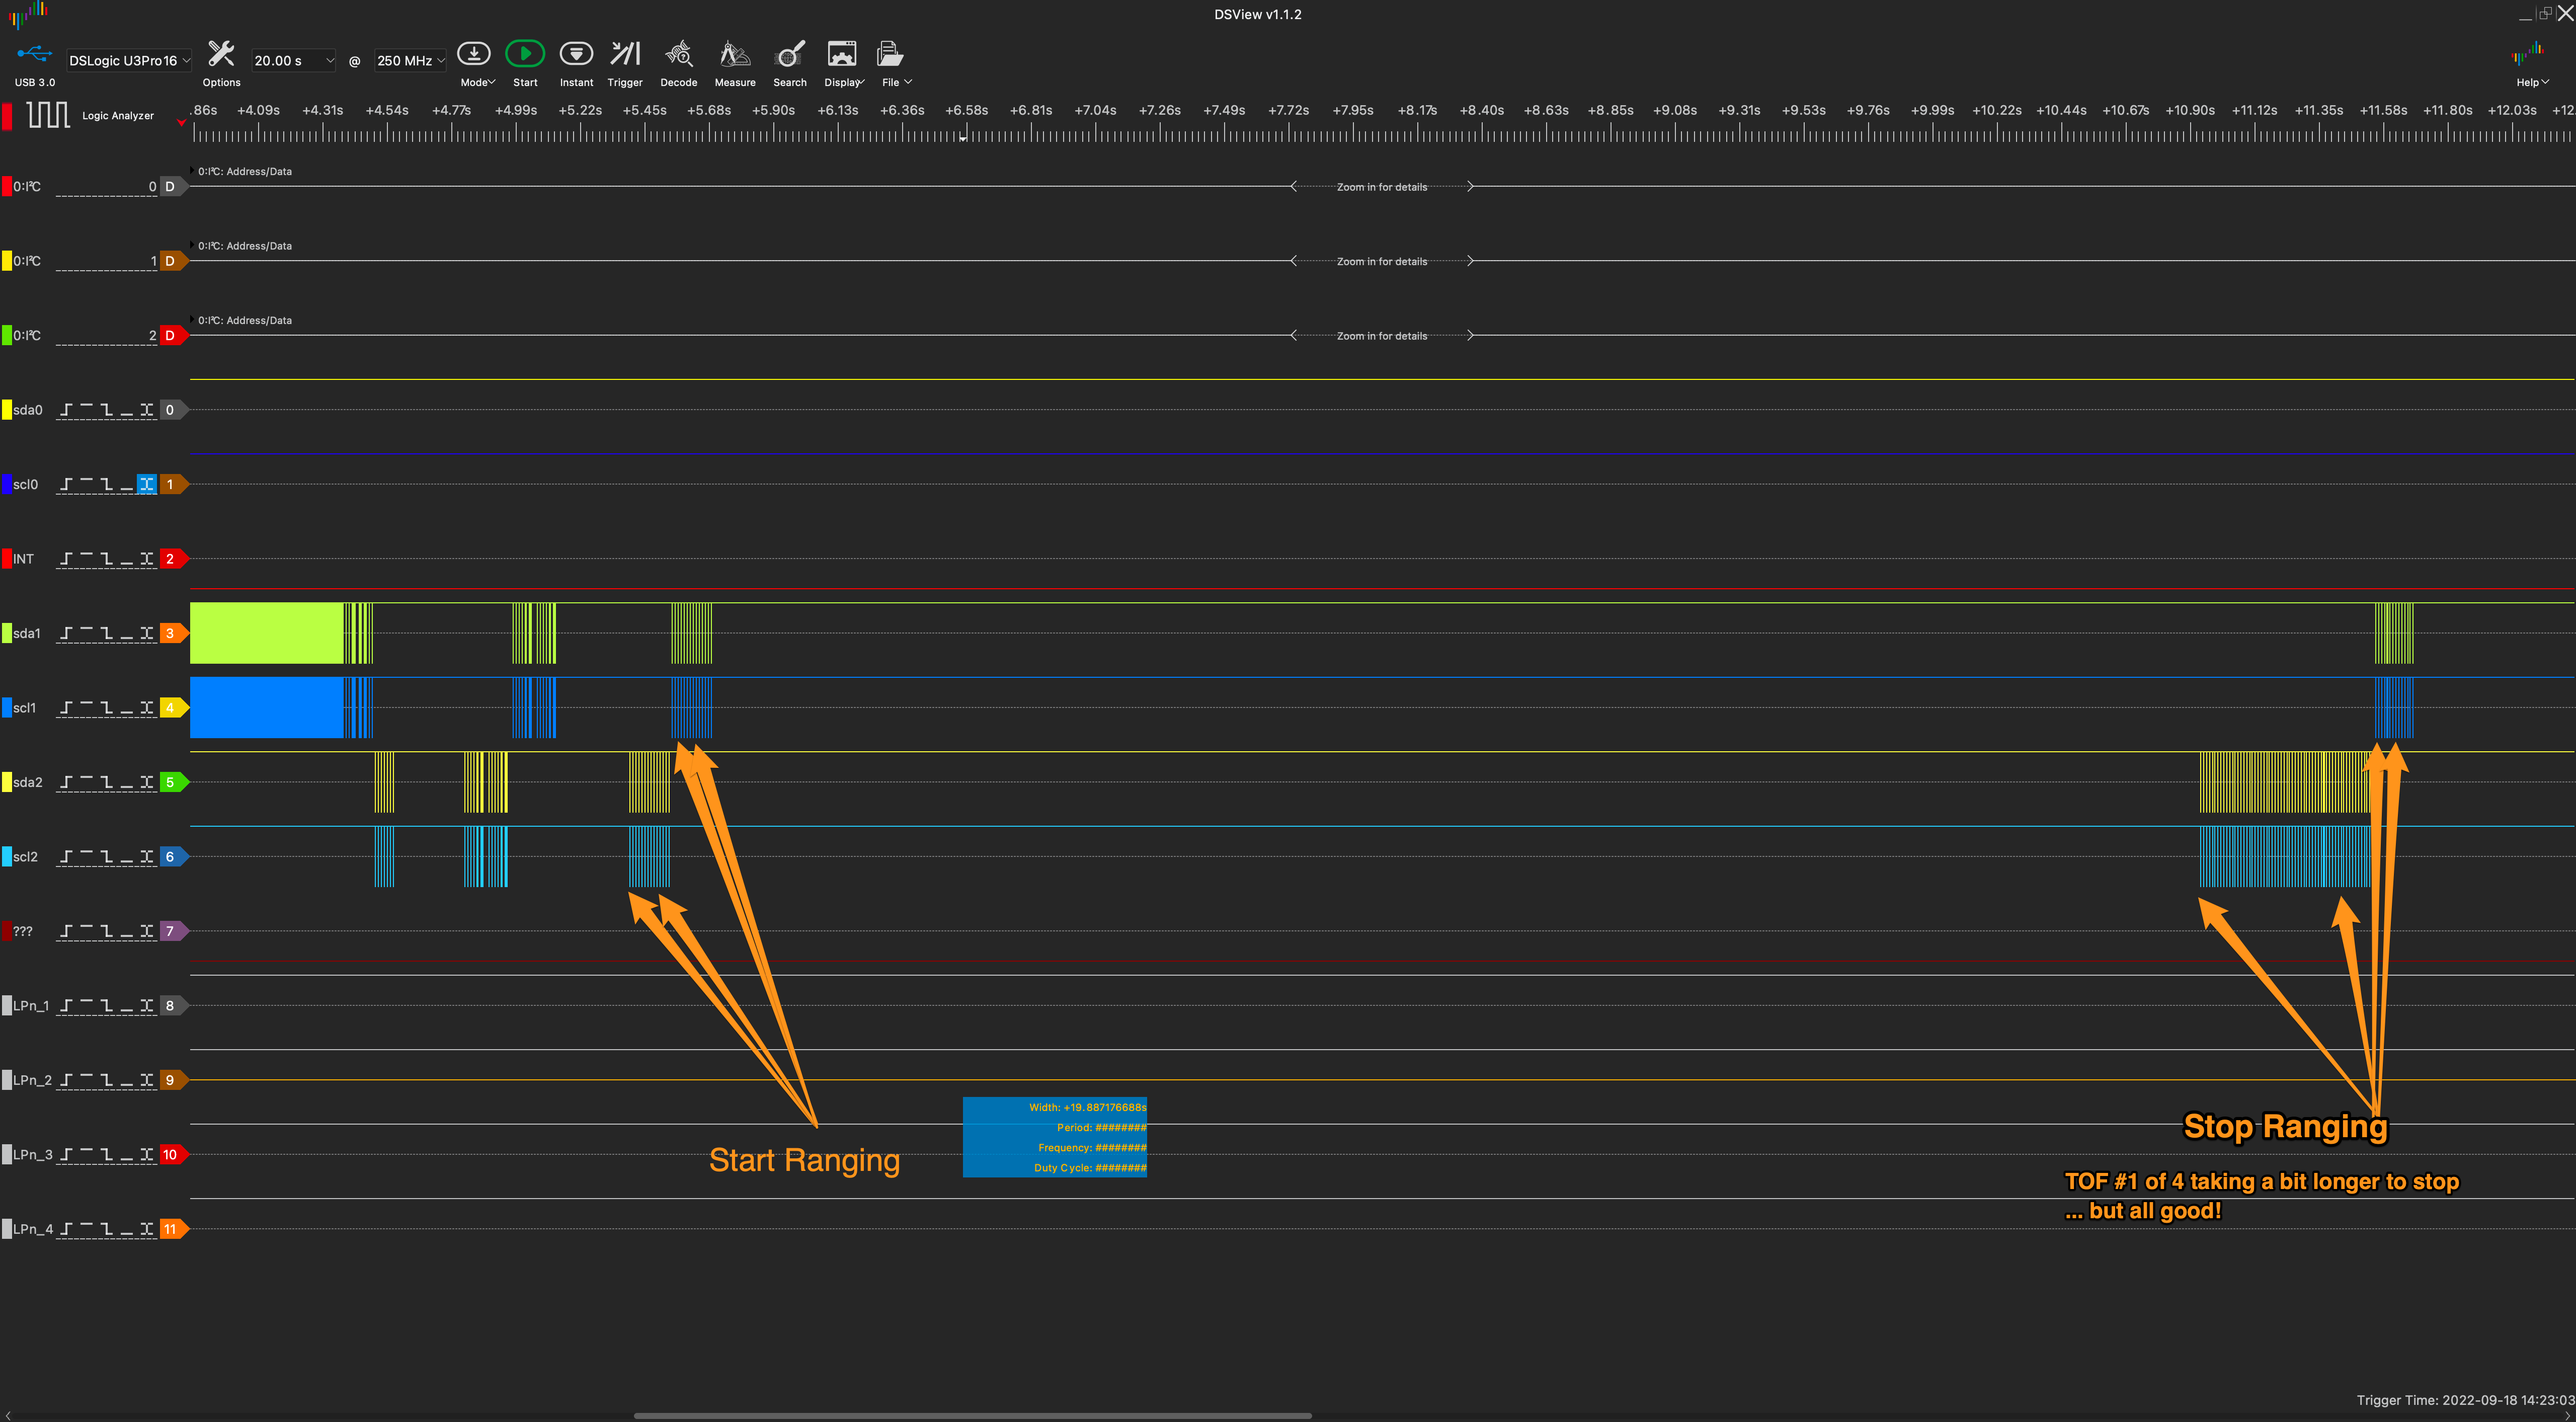 DSView v1.1.2
USB 3.0
DSLogic U3Pro16
Options
20.00 s @ 250 MHz
Mode
Start
Instant
Trigger
Decode
Measure
Search
Display
File
Help
Logic Analyzer
.86s +4.09s +4.31s +4.54s +4.77s +4.99s +5.22s +5.45s +5.68s +5.90s +6.13s +6.36s +6.58s +6.81s +7.04s +7.26s +7.49s +7.72s +7.95s +8.17s +8.40s +8.63s +8.85s +9.08s +9.31s +9.53s +9.76s +9.99s +10.22s +10.44s +10.67s +10.90s +11.12s +11.35s +11.58s +11.80s +12.03s +12.
0:I²C: Address/Data
0:I²C 0 D Zoom in for details
0:I²C: Address/Data
0:I²C 1 D Zoom in for details
0:I²C: Address/Data
0:I²C 2 D Zoom in for details
sda0 0
scl0 1
INT 2
sda1 3
scl1 4
sda2 5
scl2 6
??? 7
LPn_1 8
LPn_2 9
Width: +19.887176688s
Period: ########
Frequency: ########
Duty Cycle: ########
LPn_3 10
Start Ranging
Stop Ranging
TOF #1 of 4 taking a bit longer to stop
... but all good!
LPn_4 11
Trigger Time: 2022-09-18 14:23:03